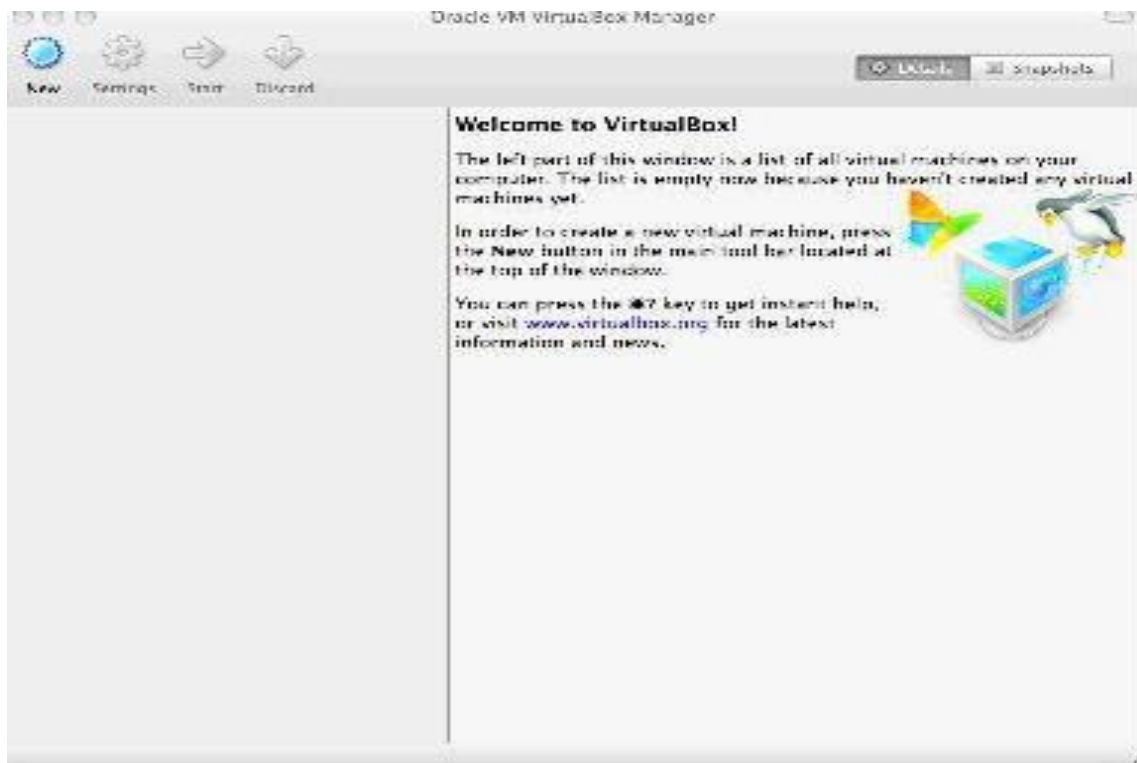 Oracle VM VirtualBox Manager
New Settings Start Discard
Details Snapshots
Welcome to VirtualBox!
The left part of this window is a list of all virtual machines on your
computer. The list is empty now because you haven't created any virtual
machines yet.
In order to create a new virtual machine, press
the New button in the main tool bar located at
the top of the window.
You can press the ⌘? key to get instant help,
or visit www.virtualbox.org for the latest
information and news.